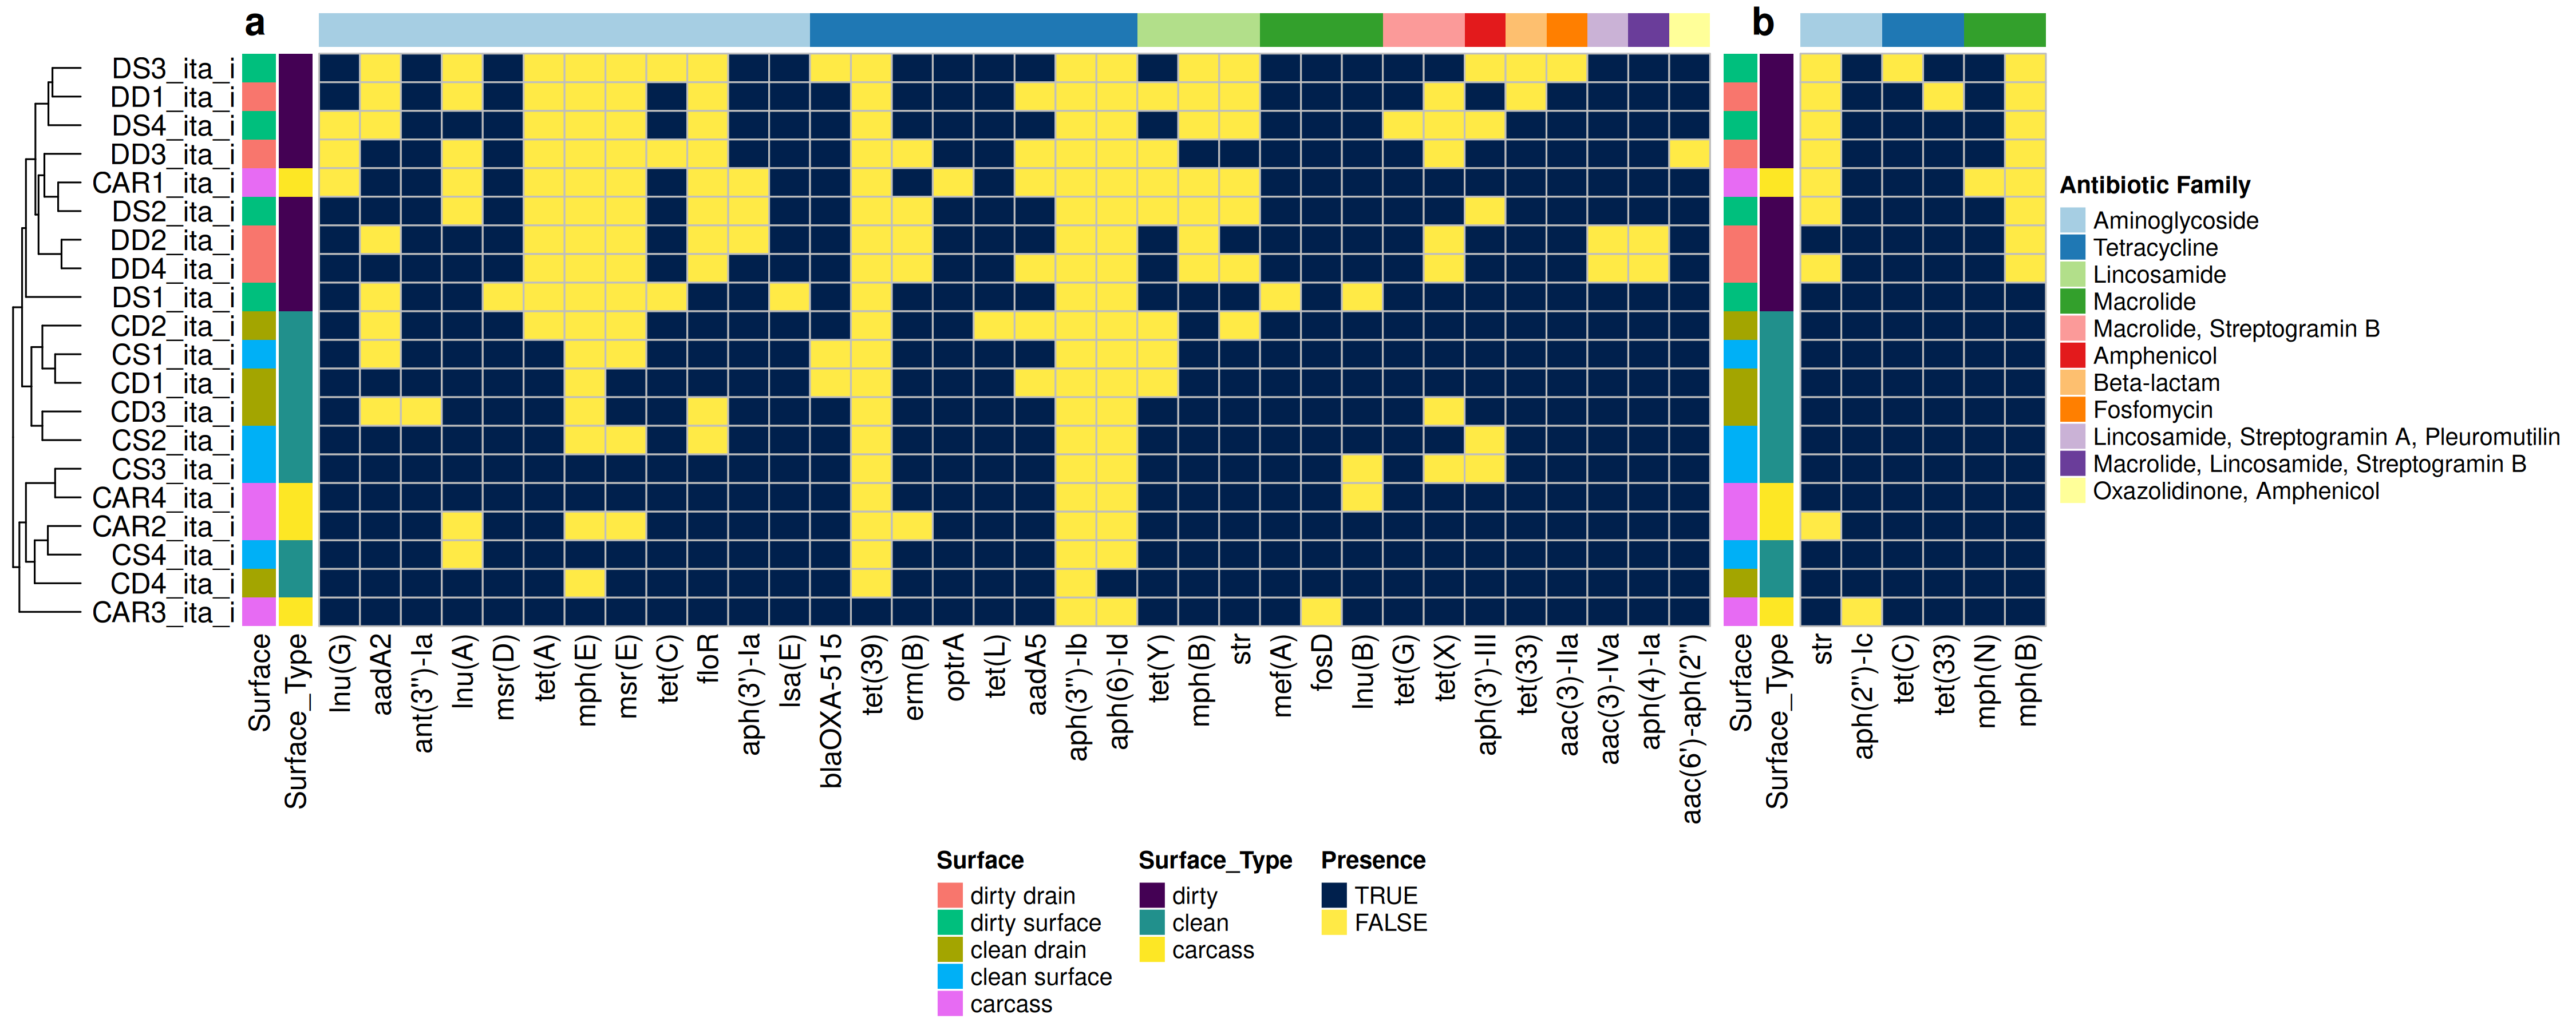 a
b
DS3_ita_i
DD1_ita_i
DS4_ita_i
DD3_ita_i
CAR1_ita_i
DS2_ita_i
DD2_ita_i
DD4_ita_i
DS1_ita_i
CD2_ita_i
CS1_ita_i
CD1_ita_i
CD3_ita_i
CS2_ita_i
CS3_ita_i
CAR4_ita_i
CAR2_ita_i
CS4_ita_i
CD4_ita_i
CAR3_ita_i
Surface
Surface_Type
lnu(G)
aadA2
ant(3")-Ia
lnu(A)
msr(D)
tet(A)
mph(E)
msr(E)
tet(C)
floR
aph(3')-Ia
lsa(E)
blaOXA-515
tet(39)
erm(B)
optrA
tet(L)
aadA5
aph(3")-Ib
aph(6)-Id
tet(Y)
mph(B)
str
mef(A)
fosD
lnu(B)
tet(G)
tet(X)
aph(3')-III
tet(33)
aac(3)-IIa
aac(3)-IVa
aph(4)-Ia
aac(6')-aph(2")
Surface
Surface_Type
str
aph(2")-Ic
tet(C)
tet(33)
mph(N)
mph(B)
Antibiotic Family
Aminoglycoside
Tetracycline
Lincosamide
Macrolide
Macrolide, Streptogramin B
Amphenicol
Beta-lactam
Fosfomycin
Lincosamide, Streptogramin A, Pleuromutilin
Macrolide, Lincosamide, Streptogramin B
Oxazolidinone, Amphenicol
Surface
dirty drain
dirty surface
clean drain
clean surface
carcass
Surface_Type
dirty
clean
carcass
Presence
TRUE
FALSE